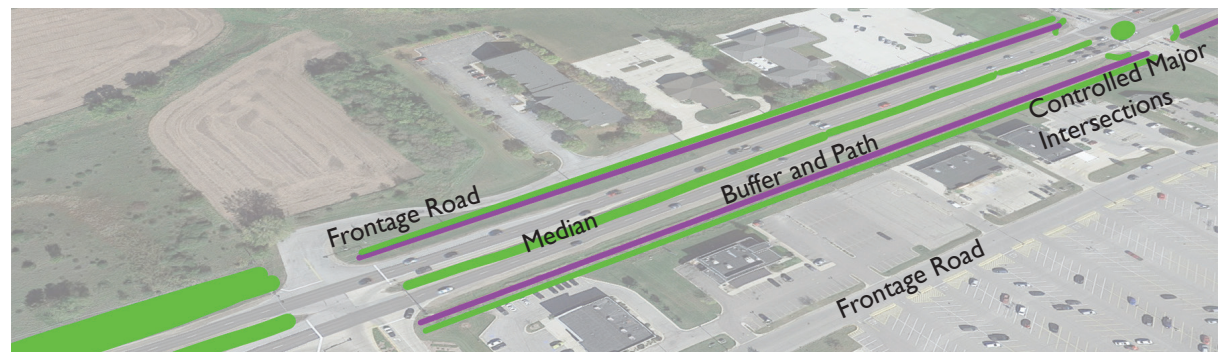 Controlled Major
Intersections
Buffer and Path
Frontage Road
Median
Frontage Road